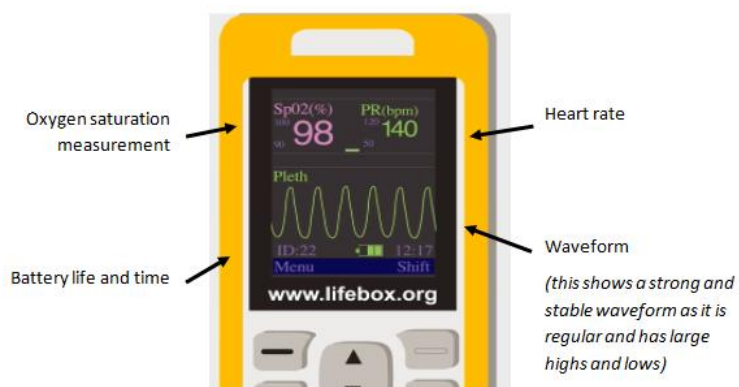 Oxygen saturation
measurement
Battery life and time
Sp02(%) PR(bpm)
100 98 120 140
90 50
Pleth
ID:22 12:17
Menu Shift
www.lifebox.org
Heart rate
Waveform
(this shows a strong and
stable waveform as it is
regular and has large
highs and lows)